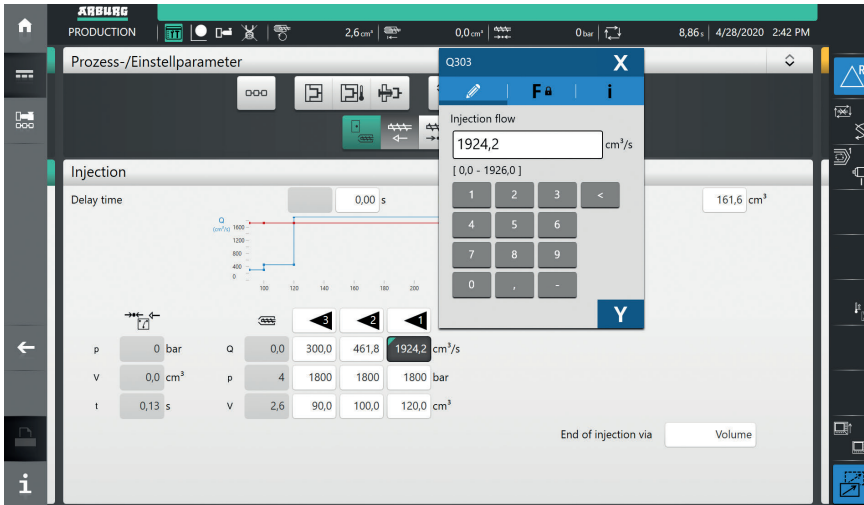 ARBURG
PRODUCTION 2,6 cm³ 0,0 cm³ 0 bar 8,86 s 4/28/2020 2:42 PM
Prozess-/Einstellparameter
Q303 X
F i
Injection flow
1924,2 cm³/s
[ 0,0 - 1926,0 ]
1 2 3 <
4 5 6
7 8 9
0 , -
Y
Injection
Delay time 0,00 s 161,6 cm³
Q
(cm³/s) 1600
1200
800
400
0
100 120 140 160 180 200
3 2 1
p 0 bar Q 0,0 300,0 461,8 1924,2 cm³/s
V 0,0 cm³ p 4 1800 1800 1800 bar
t 0,13 s V 2,6 90,0 100,0 120,0 cm³
End of injection via Volume
i
R